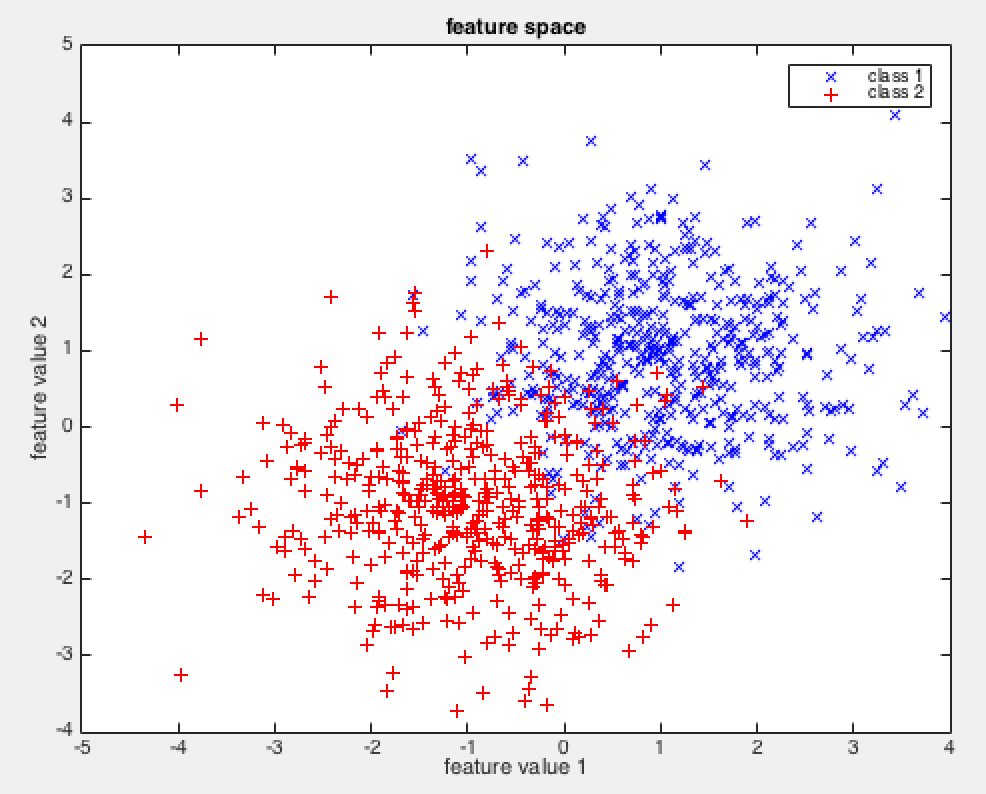 feature space
class 1
class 2
5
4
3
2
1
0
-1
-2
-3
-4
feature value 2
-5 -4 -3 -2 -1 0 1 2 3 4
feature value 1